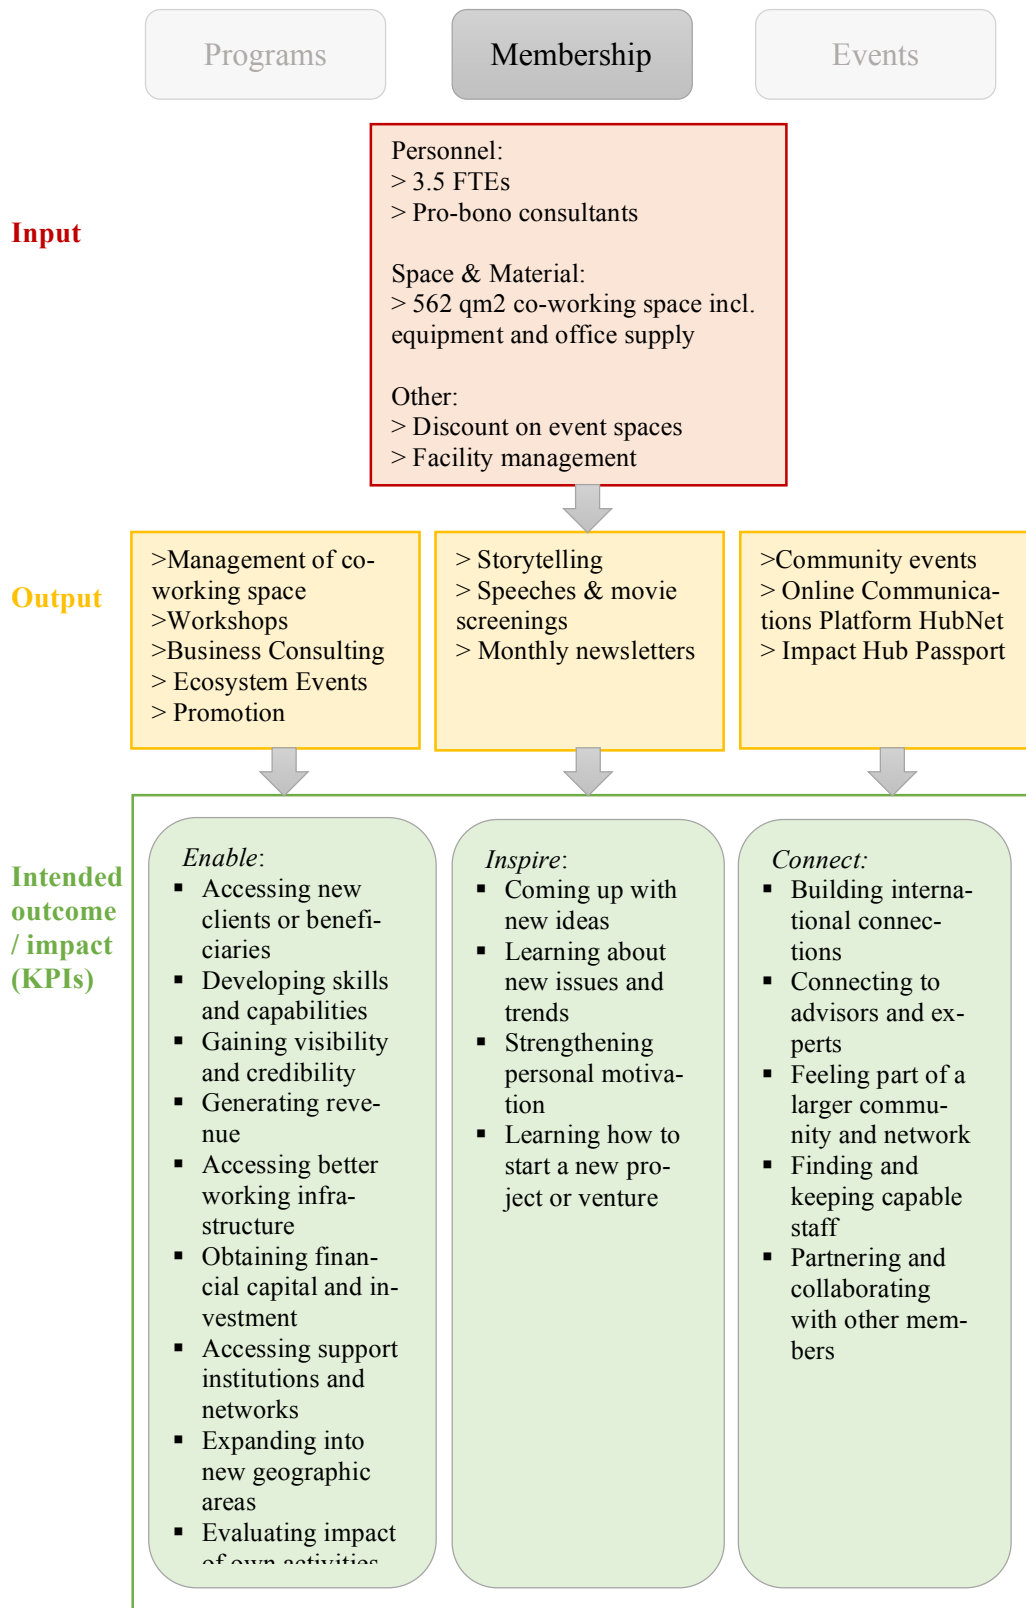 Programs
Membership
Events
Input
Personnel:
> 3.5 FTEs
> Pro-bono consultants
Space & Material:
> 562 qm2 co-working space incl.
equipment and office supply
Other:
> Discount on event spaces
> Facility management
Output
>Management of co-
working space
>Workshops
>Business Consulting
> Ecosystem Events
> Promotion
> Storytelling
> Speeches & movie
screenings
> Monthly newsletters
>Community events
> Online Communica-
tions Platform HubNet
> Impact Hub Passport
Intended
outcome
/ impact
(KPIs)
Enable:
▪ Accessing new
clients or benefi-
ciaries
▪ Developing skills
and capabilities
▪ Gaining visibility
and credibility
▪ Generating reve-
nue
▪ Accessing better
working infra-
structure
▪ Obtaining finan-
cial capital and in-
vestment
▪ Accessing support
institutions and
networks
▪ Expanding into
new geographic
areas
▪ Evaluating impact
of own activities
Inspire:
▪ Coming up with
new ideas
▪ Learning about
new issues and
trends
▪ Strengthening
personal motiva-
tion
▪ Learning how to
start a new pro-
ject or venture
Connect:
▪ Building interna-
tional connec-
tions
▪ Connecting to
advisors and ex-
perts
▪ Feeling part of a
larger commu-
nity and network
▪ Finding and
keeping capable
staff
▪ Partnering and
collaborating
with other mem-
bers